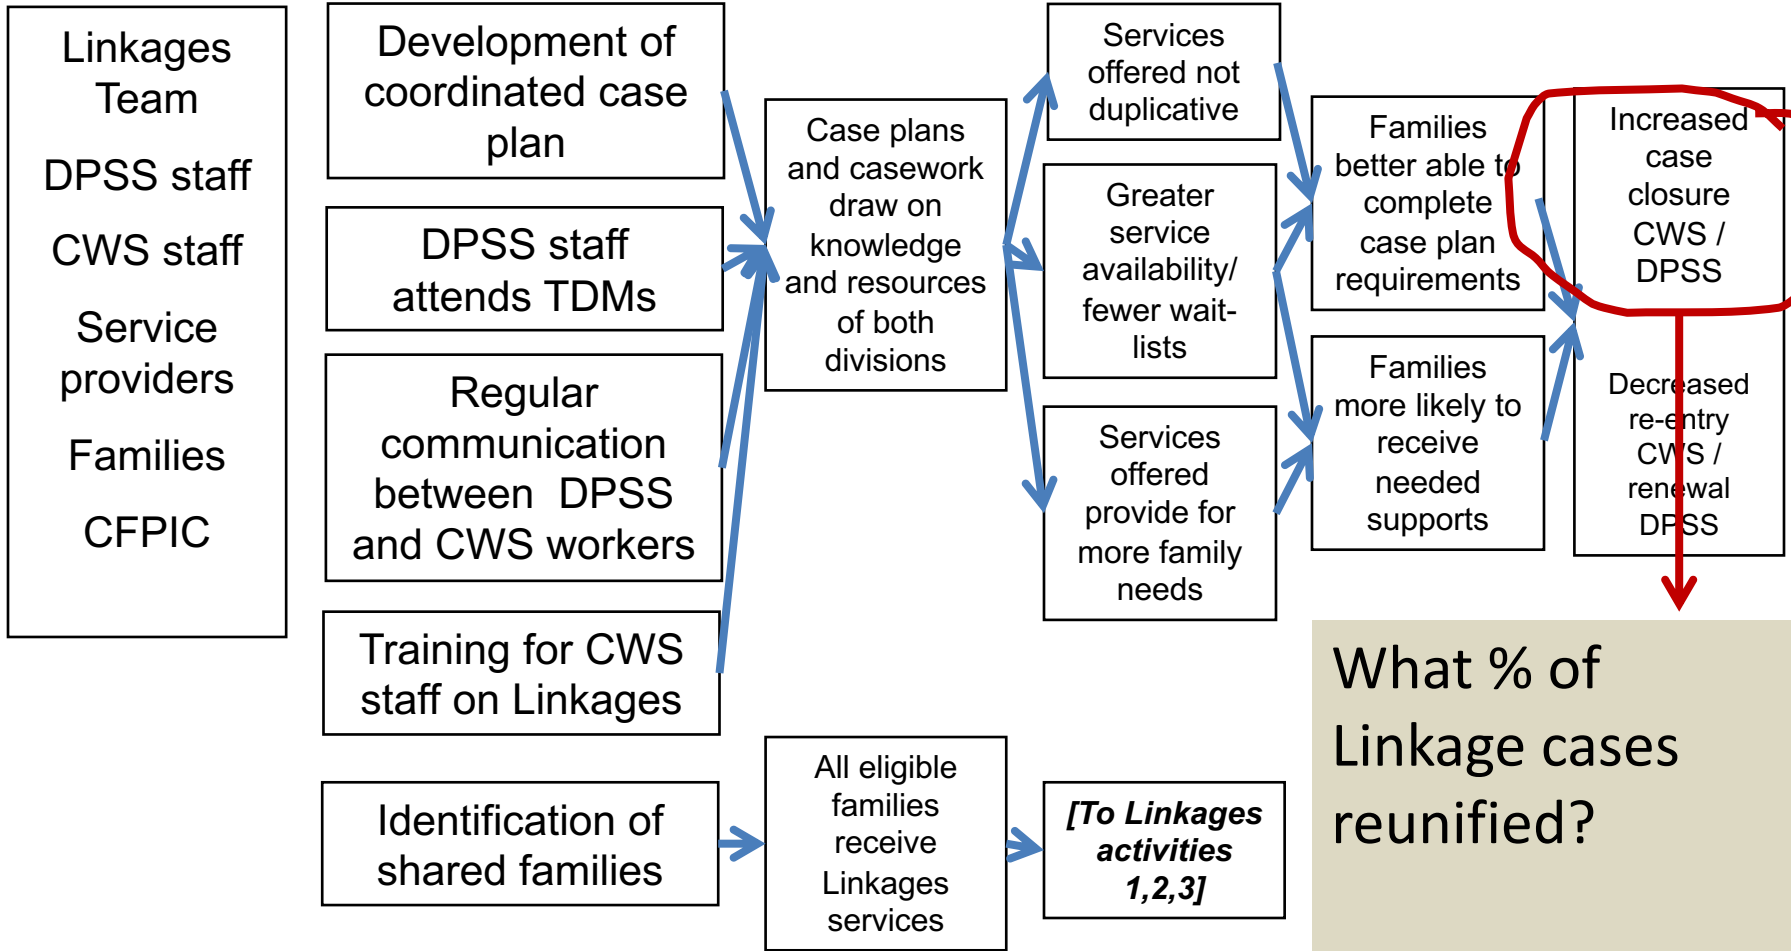 Linkages
Team
DPSS staff
CWS staff
Service
providers
Families
CFPIC
Development of
coordinated case
plan
DPSS staff
attends TDMs
Regular
communication
between DPSS
and CWS workers
Training for CWS
staff on Linkages
Identification of
shared families
Case plans
and casework
draw on
knowledge
and resources
of both
divisions
All eligible
families
receive
Linkages
services
Services
offered not
duplicative
Greater
service
availability/
fewer wait-
lists
Services
offered
provide for
more family
needs
[To Linkages
activities
1,2,3]
Families
better able to
complete
case plan
requirements
Families
more likely to
receive
needed
supports
Increased
case
closure
CWS /
DPSS
Decreased
re-entry
CWS /
renewal
DPSS
What % of
Linkage cases
reunified?